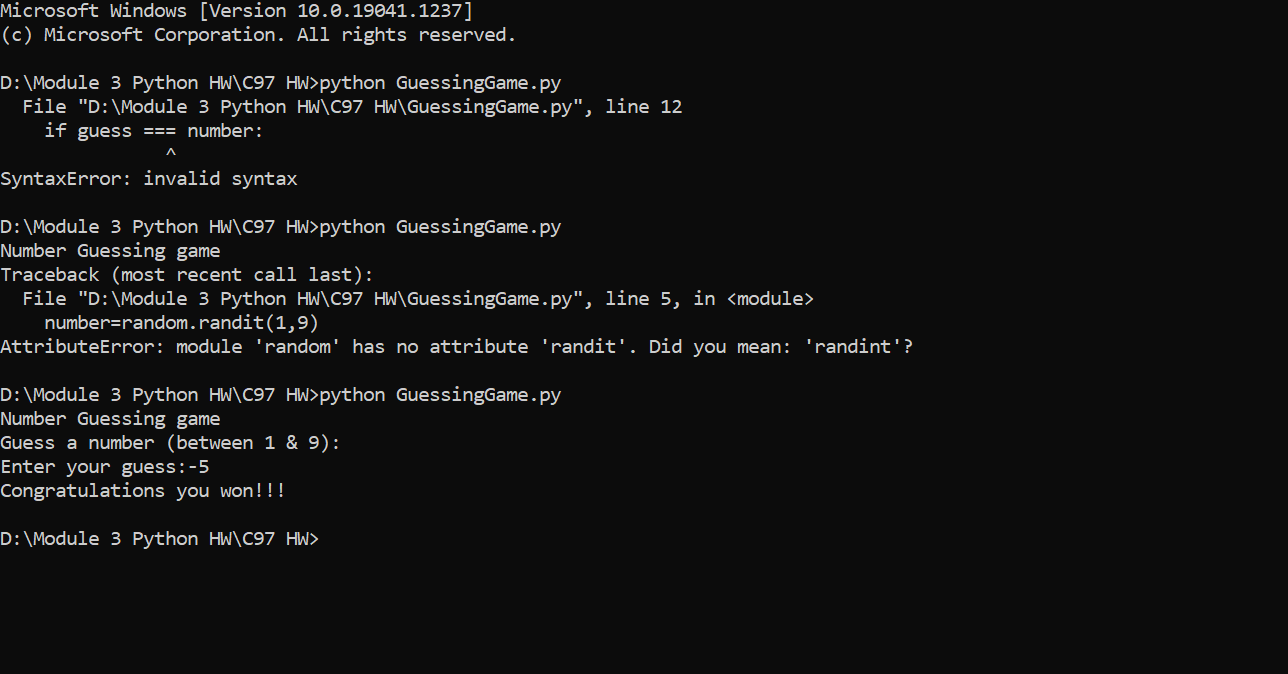 Microsoft Windows [Version 10.0.19041.1237]
(c) Microsoft Corporation. All rights reserved.
D:\Module 3 Python HW\C97 HW>python GuessingGame.py
  File "D:\Module 3 Python HW\C97 HW\GuessingGame.py", line 12
    if guess === number:
               ^
SyntaxError: invalid syntax
D:\Module 3 Python HW\C97 HW>python GuessingGame.py
Number Guessing game
Traceback (most recent call last):
  File "D:\Module 3 Python HW\C97 HW\GuessingGame.py", line 5, in <module>
    number=random.randit(1,9)
AttributeError: module 'random' has no attribute 'randit'. Did you mean: 'randint'?
D:\Module 3 Python HW\C97 HW>python GuessingGame.py
Number Guessing game
Guess a number (between 1 & 9):
Enter your guess:-5
Congratulations you won!!!
D:\Module 3 Python HW\C97 HW>